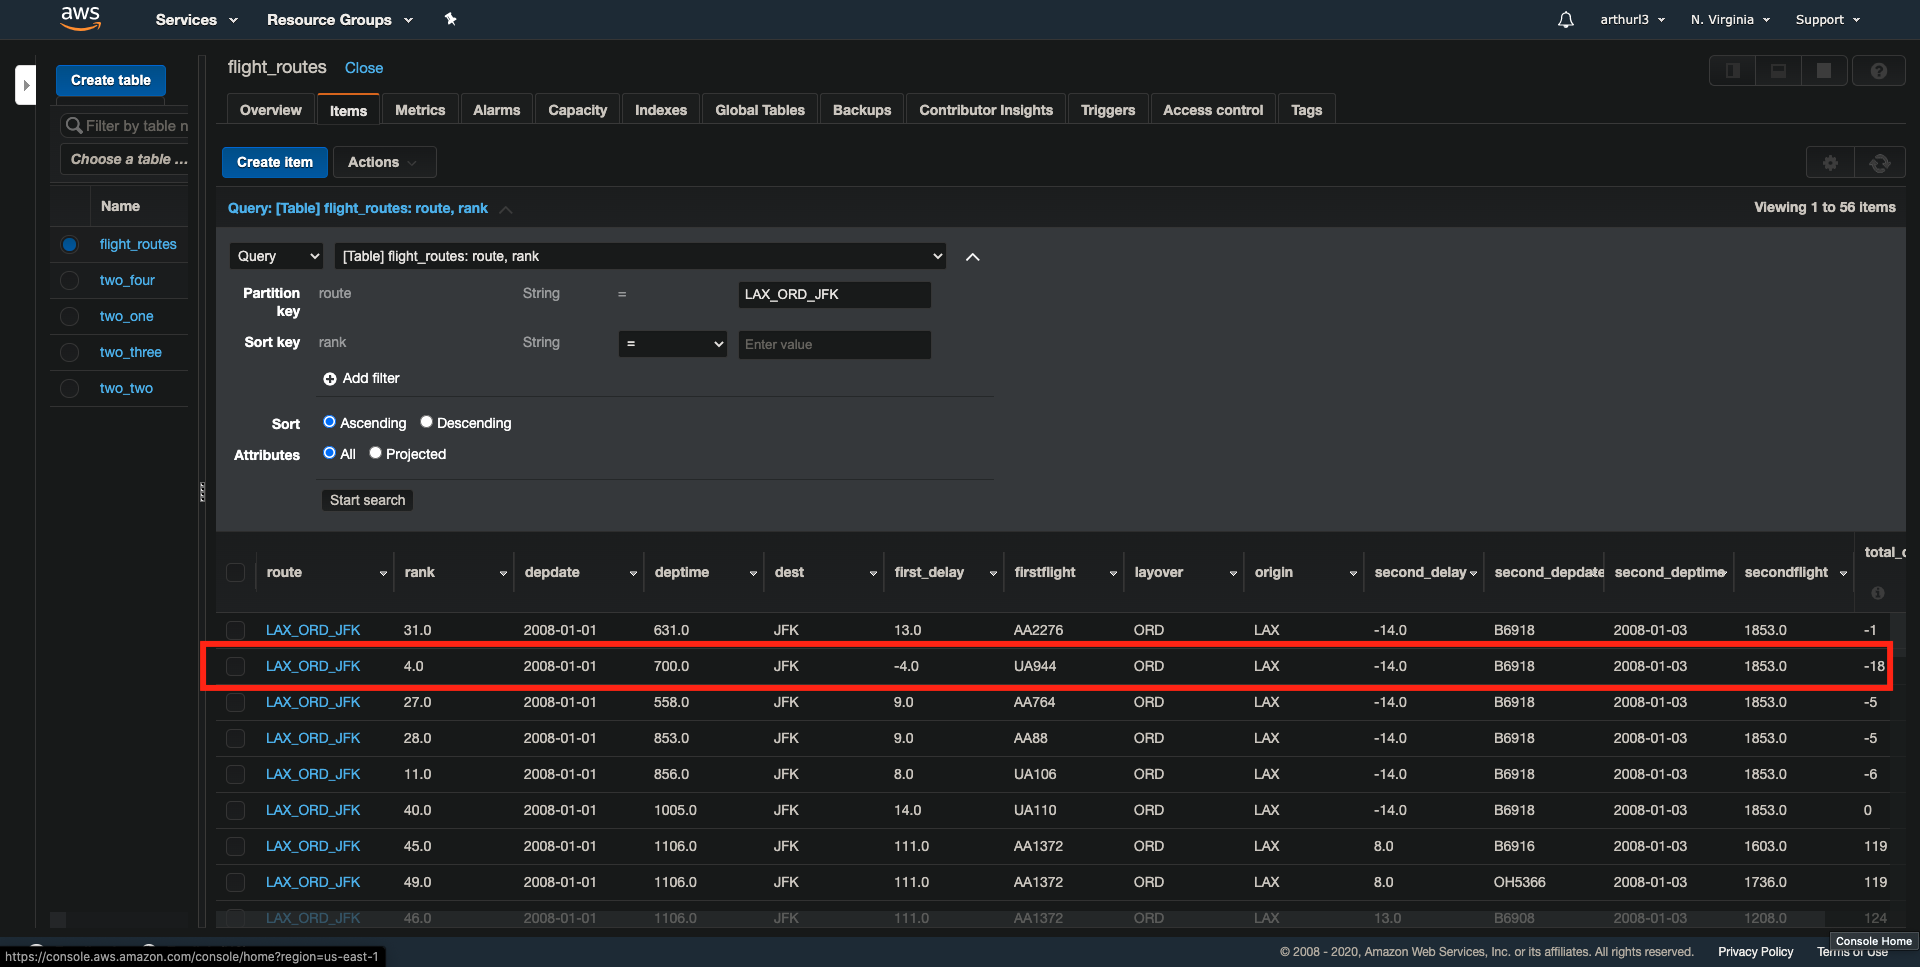 aws Services Resource Groups arthurl3 N. Virginia Support
Create table
Filter by table n
Choose a table ...
Name
flight_routes
two_four
two_one
two_three
two_two
flight_routes Close
Overview Items Metrics Alarms Capacity Indexes Global Tables Backups Contributor Insights Triggers Access control Tags
Create item Actions
Query: [Table] flight_routes: route, rank Viewing 1 to 56 items
Query [Table] flight_routes: route, rank
Partition key route String = LAX_ORD_JFK
Sort key rank String = Enter value
Add filter
Sort Ascending Descending
Attributes All Projected
Start search
route rank depdate deptime dest first_delay firstflight layover origin second_delay second_depdate second_deptime secondflight total_
LAX_ORD_JFK 31.0 2008-01-01 631.0 JFK 13.0 AA2276 ORD LAX -14.0 B6918 2008-01-03 1853.0 -1
LAX_ORD_JFK 4.0 2008-01-01 700.0 JFK -4.0 UA944 ORD LAX -14.0 B6918 2008-01-03 1853.0 -18
LAX_ORD_JFK 27.0 2008-01-01 558.0 JFK 9.0 AA764 ORD LAX -14.0 B6918 2008-01-03 1853.0 -5
LAX_ORD_JFK 28.0 2008-01-01 853.0 JFK 9.0 AA88 ORD LAX -14.0 B6918 2008-01-03 1853.0 -5
LAX_ORD_JFK 11.0 2008-01-01 856.0 JFK 8.0 UA106 ORD LAX -14.0 B6918 2008-01-03 1853.0 -6
LAX_ORD_JFK 40.0 2008-01-01 1005.0 JFK 14.0 UA110 ORD LAX -14.0 B6918 2008-01-03 1853.0 0
LAX_ORD_JFK 45.0 2008-01-01 1106.0 JFK 111.0 AA1372 ORD LAX 8.0 B6916 2008-01-03 1603.0 119
LAX_ORD_JFK 49.0 2008-01-01 1106.0 JFK 111.0 AA1372 ORD LAX 8.0 OH5366 2008-01-03 1736.0 119
LAX_ORD_JFK 46.0 2008-01-01 1106.0 JFK 111.0 AA1372 ORD LAX 13.0 B6908 2008-01-03 1208.0 124
Console Home
© 2008 - 2020, Amazon Web Services, Inc. or its affiliates. All rights reserved. Privacy Policy Terms of Use
https://console.aws.amazon.com/console/home?region=us-east-1